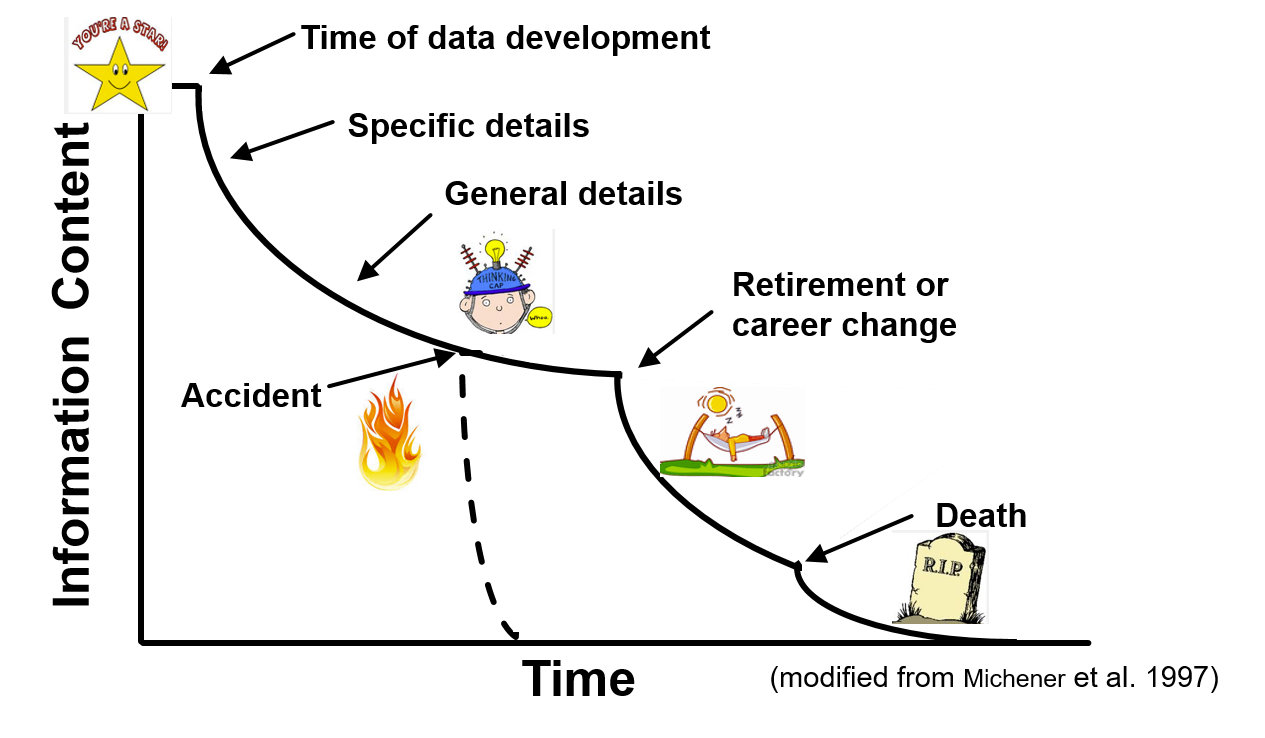 YOU'RE A STAR!
Time of data development
Specific details
General details
THINKING
CAP
Retirement or
career change
Accident
Z
Z
Z
Death
R.I.P.
Information Content
Time
(modified from Michener et al. 1997)